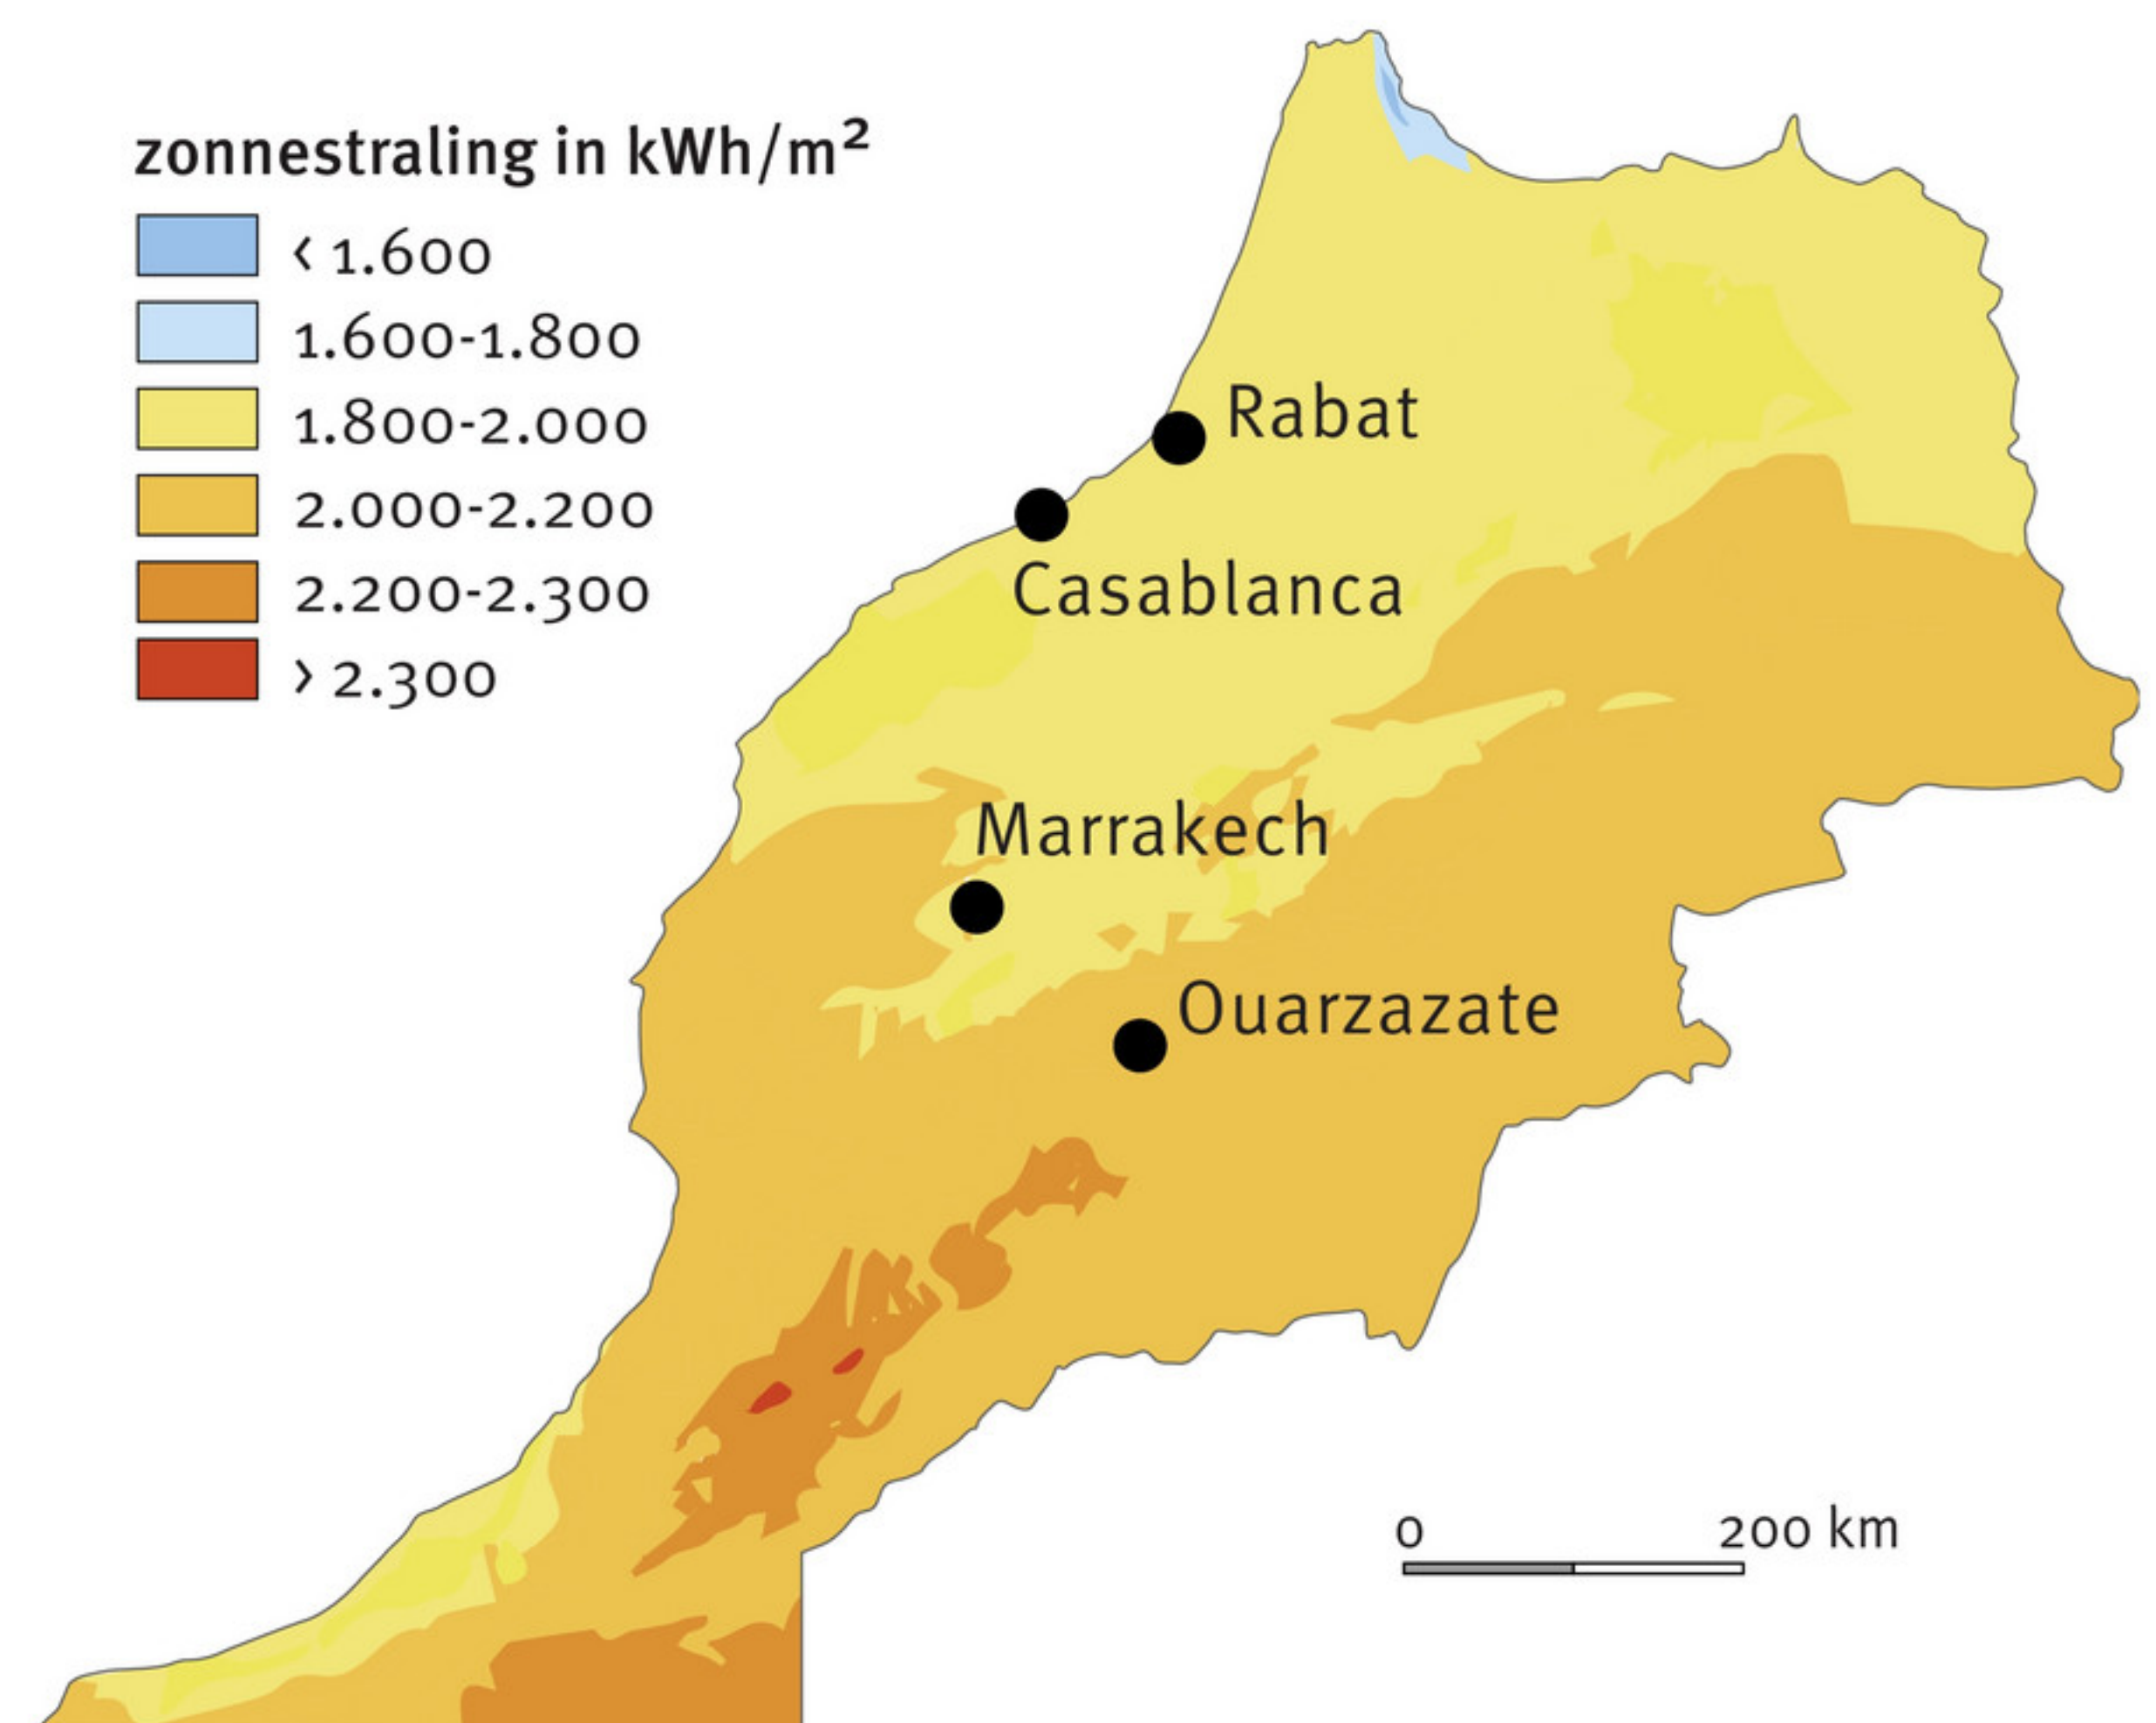 zonnestraling in kWh/m²
< 1.600
1.600-1.800
1.800-2.000
2.000-2.200
2.200-2.300
> 2.300
Rabat
Casablanca
Marrakech
Ouarzazate
0 200 km